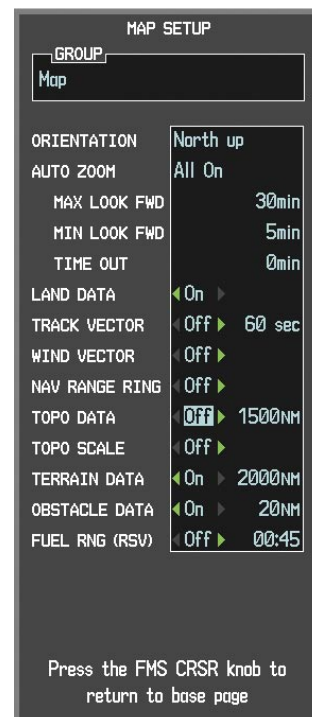 MAP SETUP
GROUP
Map
ORIENTATION North up
AUTO ZOOM All On
MAX LOOK FWD 30min
MIN LOOK FWD 5min
TIME OUT 0min
LAND DATA On
TRACK VECTOR Off 60 sec
WIND VECTOR Off
NAV RANGE RING Off
TOPO DATA Off 1500NM
TOPO SCALE Off
TERRAIN DATA On 2000NM
OBSTACLE DATA On 20NM
FUEL RNG (RSV) Off 00:45
Press the FMS CRSR knob to
return to base page